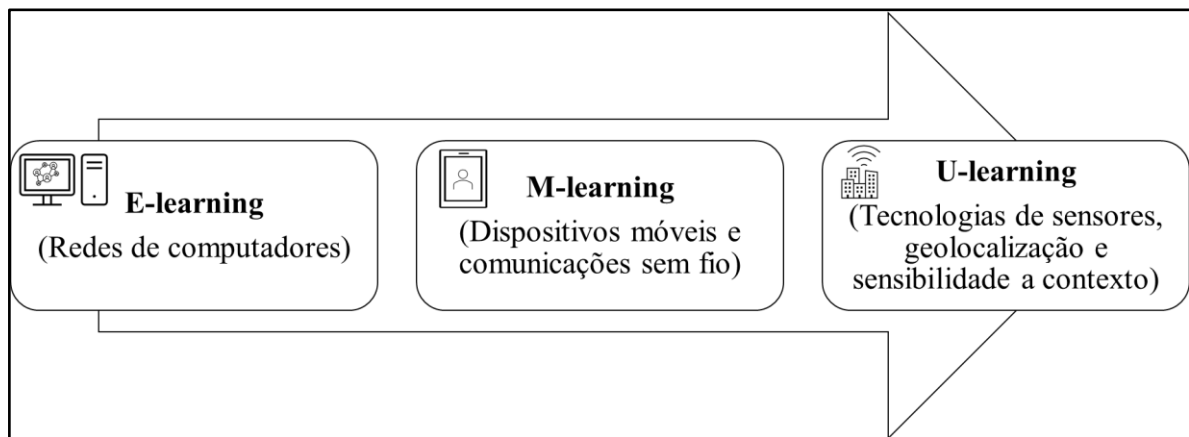 E-learning
(Redes de computadores)
M-learning
(Dispositivos móveis e
comunicações sem fio)
U-learning
(Tecnologias de sensores,
geolocalização e
sensibilidade a contexto)